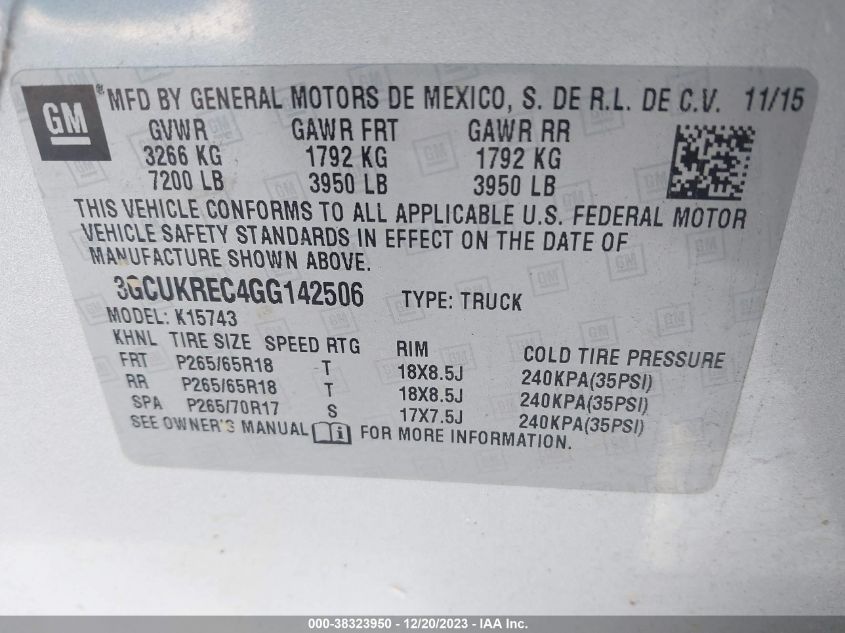 GM ® MFD BY GENERAL MOTORS DE MEXICO, S. DE R.L. DE C.V. 11/15
GVWR GAWR FRT GAWR RR
3266 KG 1792 KG 1792 KG
7200 LB 3950 LB 3950 LB
THIS VEHICLE CONFORMS TO ALL APPLICABLE U.S. FEDERAL MOTOR
VEHICLE SAFETY STANDARDS IN EFFECT ON THE DATE OF
MANUFACTURE SHOWN ABOVE.
3GCUKREC4GG142506 TYPE: TRUCK
MODEL: K15743
KHNL TIRE SIZE SPEED RTG RIM COLD TIRE PRESSURE
FRT P265/65R18 T 18X8.5J 240KPA(35PSI)
RR P265/65R18 T 18X8.5J 240KPA(35PSI)
SPA P265/70R17 S 17X7.5J 240KPA(35PSI)
SEE OWNER'S MANUAL i FOR MORE INFORMATION.
000-38323950 - 12/20/2023 - IAA Inc.